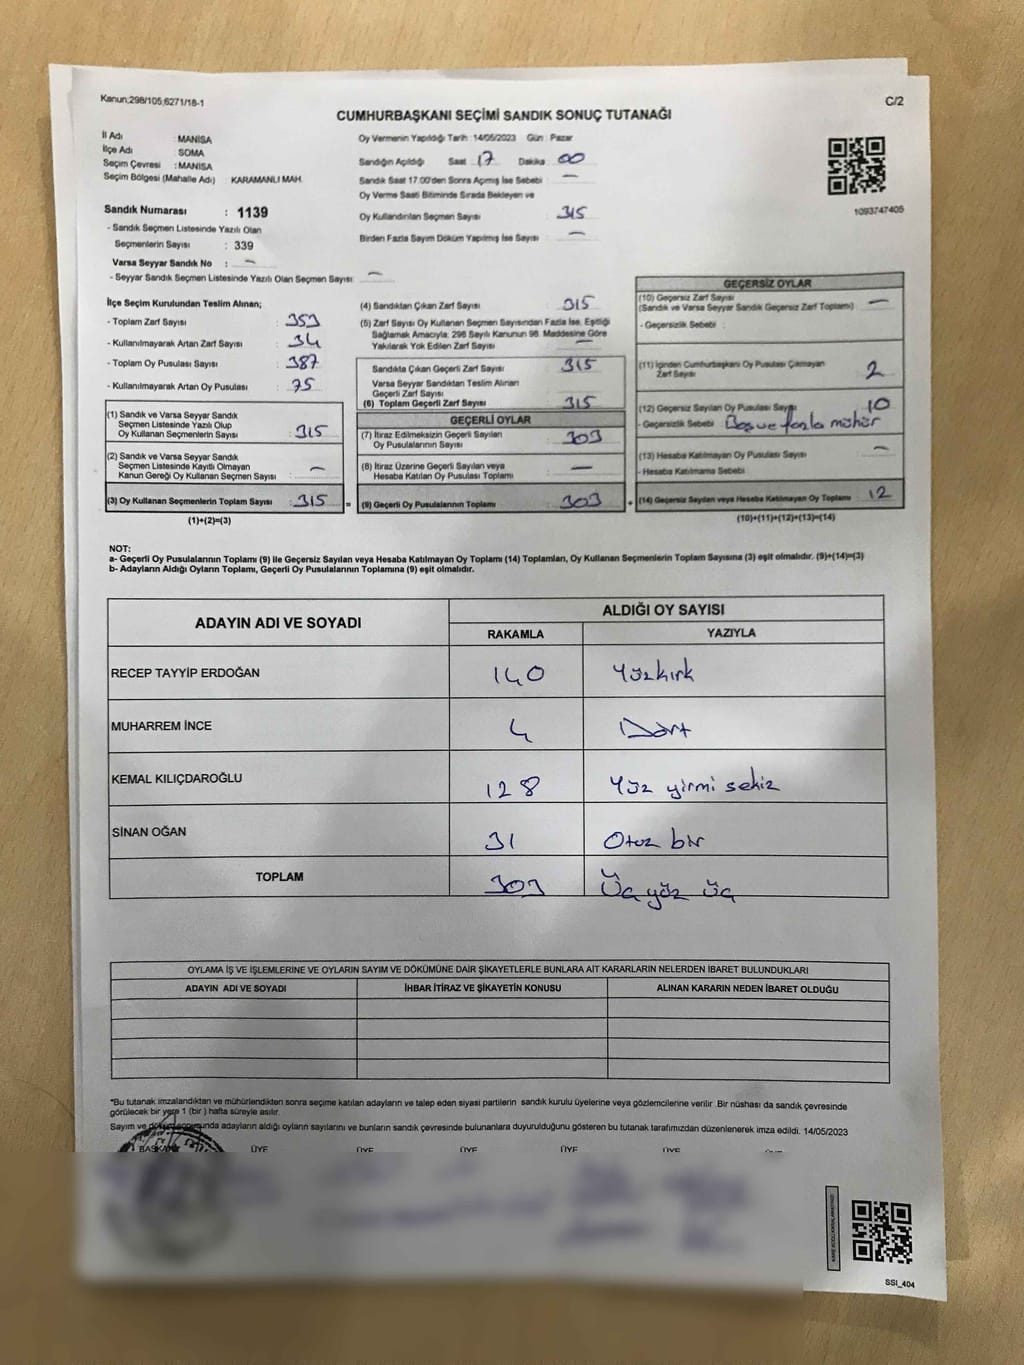 Kanun;298/105;6271/18-1
C/2
CUMHURBAŞKANI SEÇİMİ SANDIK SONUÇ TUTANAĞI
İl Adı MANİSA
İlçe Adı SOMA
Seçim Çevresi : MANİSA
Seçim Bölgesi (Mahalle Adı) KARAMANLI MAH.
Oy Vermenin Yapıldığı Tarih : 14/05/2023 Gün : Pazar
Sandığın Açıldığı Saat : 17 Dakika : 00
Sandık Saat 17.00'den Sonra Açımış İse Sebebi : —
Oy Verme Saati Bitiminde Sırada Bekleyen ve
Oy Kullandırılan Seçmen Sayısı : 315
Birden Fazla Sayım Döküm Yapılmış İse Sayısı : —
1093747405
Sandık Numarası : 1139
- Sandık Seçmen Listesinde Yazılı Olan
Seçmenlerin Sayısı : 339
Varsa Seyyar Sandık No : —
- Seyyar Sandık Seçmen Listesinde Yazılı Olan Seçmen Sayısı : —
İlçe Seçim Kurulundan Teslim Alınan;
- Toplam Zarf Sayısı : 353
- Kullanılmayarak Artan Zarf Sayısı : 34
- Toplam Oy Pusulası Sayısı : 387
- Kullanılmayarak Artan Oy Pusulası : 75
(1) Sandık ve Varsa Seyyar Sandık
Seçmen Listesinde Yazılı Olup
Oy Kullanan Seçmenlerin Sayısı : 315
(2) Sandık ve Varsa Seyyar Sandık
Seçmen Listesinde Kayıtlı Olmayan
Kanun Gereği Oy Kullanan Seçmen Sayısı : —
(3) Oy Kullanan Seçmenlerin Toplam Sayısı : 315 =
(1)+(2)=(3)
(4) Sandıktan Çıkan Zarf Sayısı : 315
(5) Zarf Sayısı Oy Kullanan Seçmen Sayısından Fazla İse, Eşitliği
Sağlamak Amacıyla; 298 Sayılı Kanunun 98. Maddesine Göre
Yakılarak Yok Edilen Zarf Sayısı : —
Sandıkta Çıkan Geçerli Zarf Sayısı : 315
Varsa Seyyar Sandıktan Teslim Alınan
Geçerli Zarf Sayısı :
(6) Toplam Geçerli Zarf Sayısı : 315
GEÇERLİ OYLAR
(7) İtiraz Edilmeksizin Geçerli Sayılan
Oy Pusulalarının Sayısı : 303
(8) İtiraz Üzerine Geçerli Sayılan veya
Hesaba Katılan Oy Pusulası Toplamı : —
(9) Geçerli Oy Pusulalarının Toplamı : 303 +
GEÇERSİZ OYLAR
(10) Geçersiz Zarf Sayısı
(Sandık ve Varsa Seyyar Sandık Geçersiz Zarf Toplamı) : —
- Geçersizlik Sebebi :
(11) İçinden Cumhurbaşkanı Oy Pusulası Çıkmayan
Zarf Sayısı : 2
(12) Geçersiz Sayılan Oy Pusulası Sayısı : 10
- Geçersizlik Sebebi : Boş ve fazla mühür
(13) Hesaba Katılmayan Oy Pusulası Sayısı : —
- Hesaba Katılmama Sebebi :
(14) Geçersiz Sayılan veya Hesaba Katılmayan Oy Toplamı : 12
(10)+(11)+(12)+(13)=(14)
NOT:
a- Geçerli Oy Pusulalarının Toplamı (9) ile Geçersiz Sayılan veya Hesaba Katılmayan Oy Toplamı (14) Toplamları, Oy Kullanan Seçmenlerin Toplam Sayısına (3) eşit olmalıdır. (9)+(14)=(3)
b- Adayların Aldığı Oyların Toplamı, Geçerli Oy Pusulalarının Toplamına (9) eşit olmalıdır.
ADAYIN ADI VE SOYADI
ALDIĞI OY SAYISI
RAKAMLA YAZIYLA
RECEP TAYYİP ERDOĞAN 140 Yüzkırk
MUHARREM İNCE 4 Dört
KEMAL KILIÇDAROĞLU 128 Yüz yirmi sekiz
SİNAN OĞAN 31 Otuz bir
TOPLAM 303 Üç yüz üç
OYLAMA İŞ VE İŞLEMLERİNE VE OYLARIN SAYIM VE DÖKÜMÜNE DAİR ŞİKAYETLERLE BUNLARA AİT KARARLARIN NELERDEN İBARET BULUNDUKLARI
ADAYIN ADI VE SOYADI İHBAR İTİRAZ VE ŞİKAYETİN KONUSU ALINAN KARARIN NEDEN İBARET OLDUĞU
*Bu tutanak imzalandıktan ve mühürlendikten sonra seçime katılan adayların ve talep eden siyasi partilerin sandık kurulu üyelerine veya gözlemcilerine verilir .Bir nüshası da sandık çevresinde
görülecek bir yere 1 (bir ) hafta süreyle asılır.
Sayım ve dökümü sonunda adayların aldığı oyların sayılarını ve bunların sandık çevresinde bulunanlara duyurulduğunu gösteren bu tutanak tarafımızdan düzenlenerek imza edildi. 14/05/2023
BAŞKAN ÜYE ÜYE ÜYE ÜYE ÜYE ÜYE
SSI_404